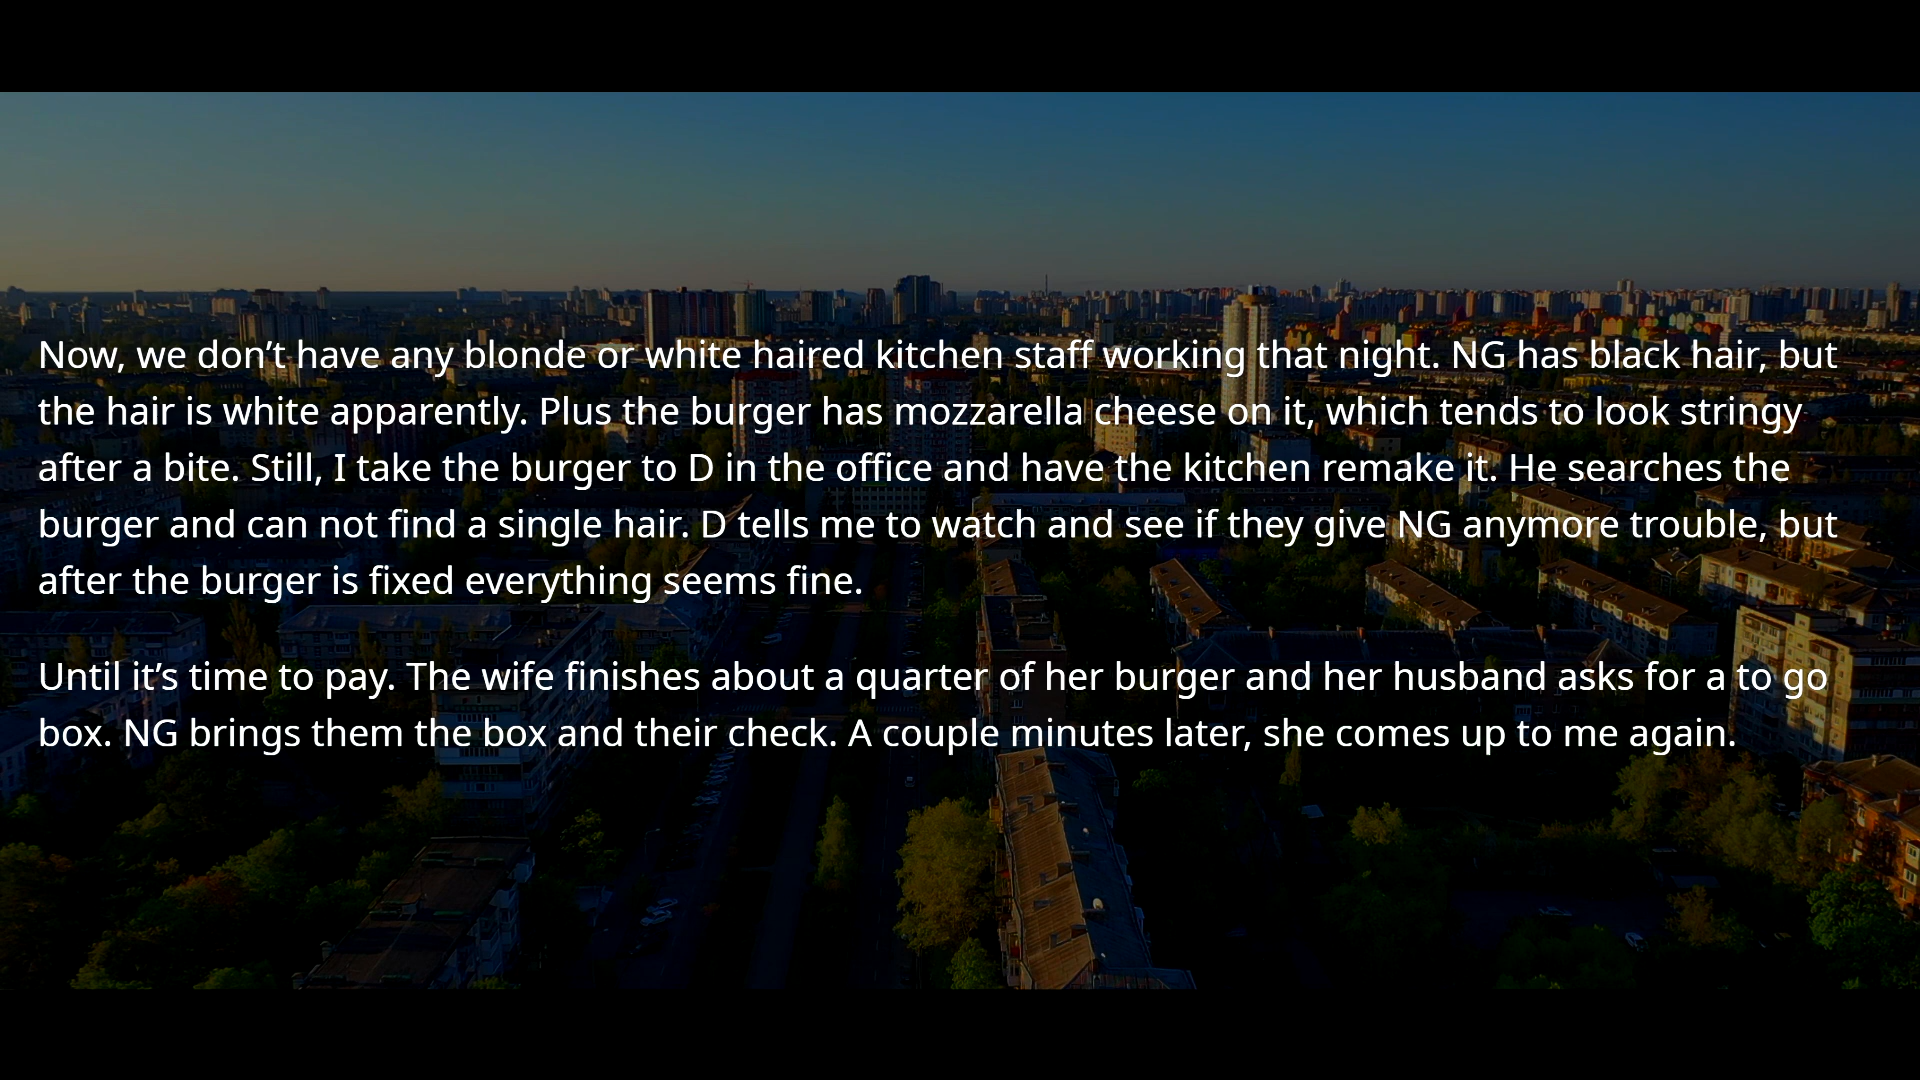 Now, we don’t have any blonde or white haired kitchen staff working that night. NG has black hair, but
the hair is white apparently. Plus the burger has mozzarella cheese on it, which tends to look stringy
after a bite. Still, I take the burger to D in the office and have the kitchen remake it. He searches the
burger and can not find a single hair. D tells me to watch and see if they give NG anymore trouble, but
after the burger is fixed everything seems fine.
Until it’s time to pay. The wife finishes about a quarter of her burger and her husband asks for a to go
box. NG brings them the box and their check. A couple minutes later, she comes up to me again.